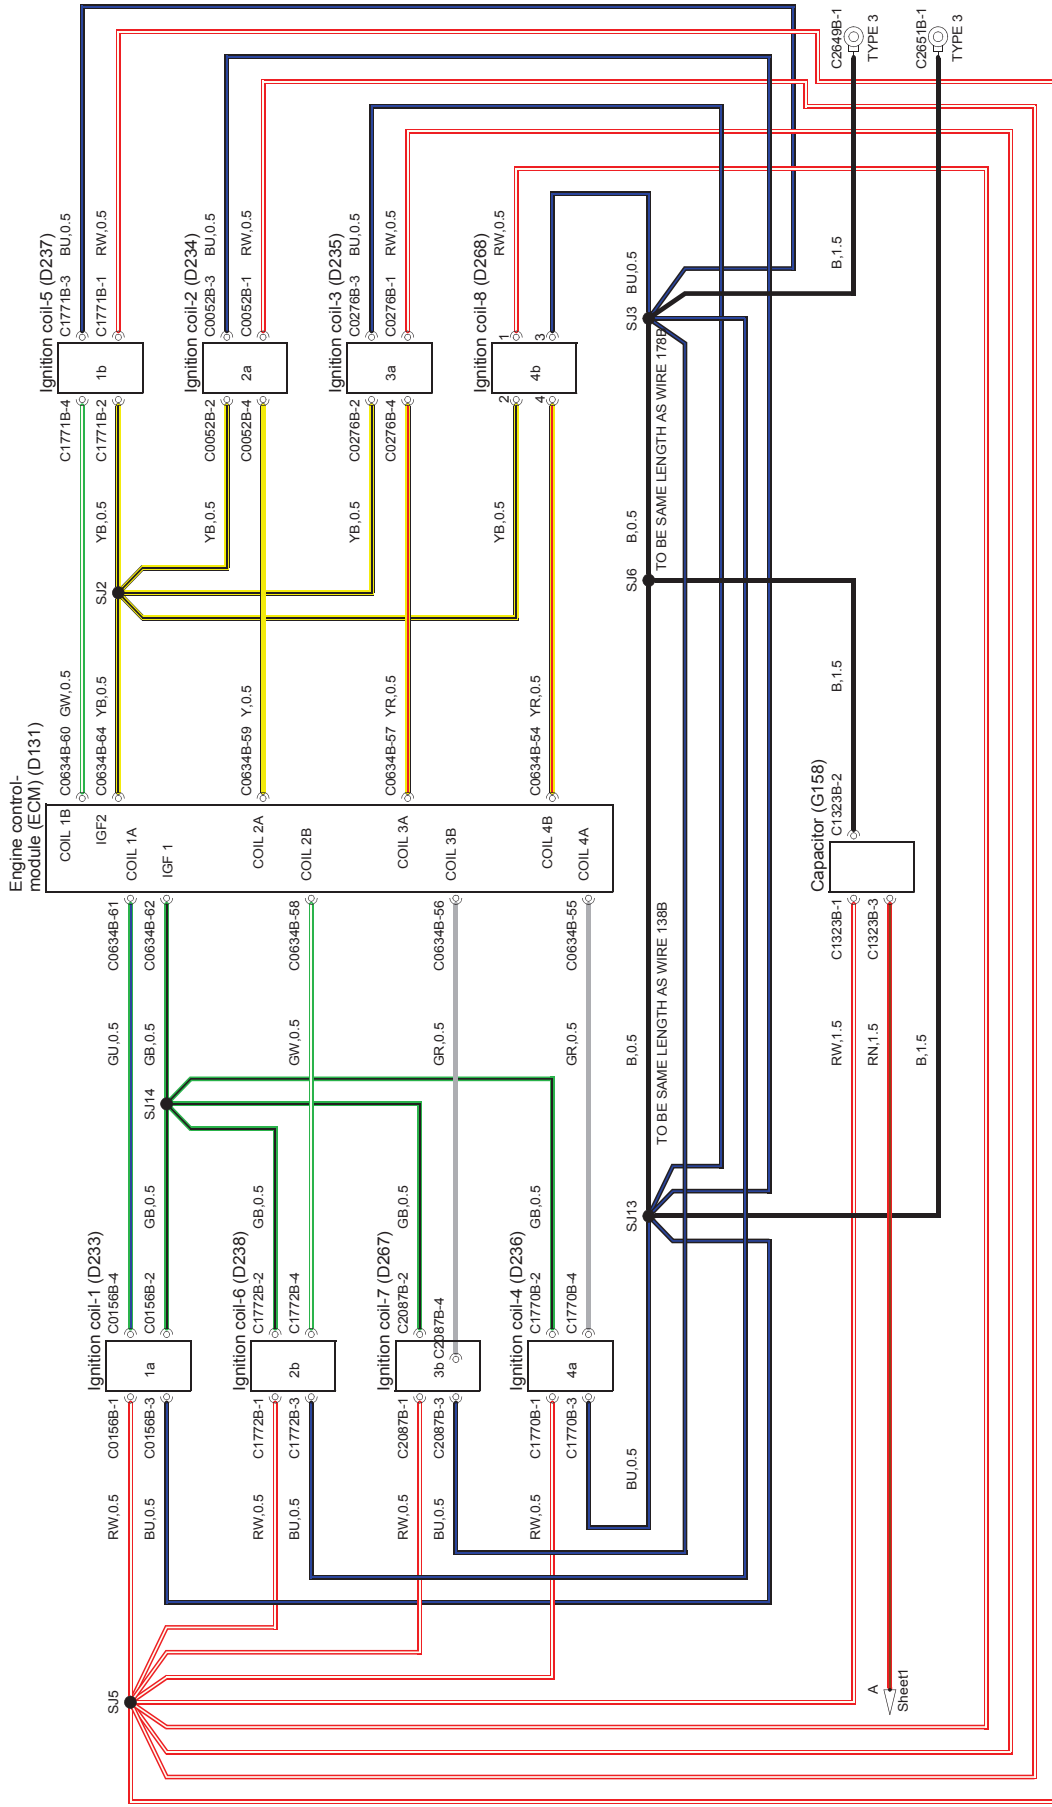 Engine control-
module (ECM) (D131)
COIL 1B
IGF2
COIL 1A
IGF 1
COIL 2A
COIL 2B
COIL 3A
COIL 3B
COIL 4B
COIL 4A
C0634B-60 GW,0.5
C0634B-64 YB,0.5
C0634B-59 Y,0.5
C0634B-57 YR,0.5
C0634B-54 YR,0.5
SJ2
YB,0.5
YB,0.5
YB,0.5
YB,0.5
Ignition coil-5 (D237)
C1771B-4
C1771B-2
1b
C1771B-3 BU,0.5
C1771B-1 RW,0.5
Ignition coil-2 (D234)
C0052B-2
C0052B-4
2a
C0052B-3 BU,0.5
C0052B-1 RW,0.5
Ignition coil-3 (D235)
C0276B-2
C0276B-4
3a
C0276B-3 BU,0.5
C0276B-1 RW,0.5
Ignition coil-8 (D268)
2
4
4b
1
3
RW,0.5
BU,0.5
C0634B-61
C0634B-62
C0634B-58
C0634B-56
C0634B-55
GU,0.5
GB,0.5
GW,0.5
GR,0.5
GR,0.5
SJ14
GB,0.5
GB,0.5
GB,0.5
GB,0.5
Ignition coil-1 (D233)
C0156B-4
C0156B-2
1a
C0156B-1
C0156B-3
RW,0.5
BU,0.5
Ignition coil-6 (D238)
C1772B-2
C1772B-4
2b
C1772B-1
C1772B-3
RW,0.5
BU,0.5
Ignition coil-7 (D267)
C2087B-2
3b C2087B-4
C2087B-1
C2087B-3
RW,0.5
BU,0.5
Ignition coil-4 (D236)
C1770B-2
C1770B-4
4a
C1770B-1
C1770B-3
RW,0.5
BU,0.5
SJ5
SJ13
B,0.5
TO BE SAME LENGTH AS WIRE 138B
SJ6
B,0.5
TO BE SAME LENGTH AS WIRE 178B
SJ3
B,1.5
C2649B-1
TYPE 3
C2651B-1
TYPE 3
B,1.5
Capacitor (G158)
C1323B-2
C1323B-1
C1323B-3
RW,1.5
RN,1.5
B,1.5
A
Sheet1